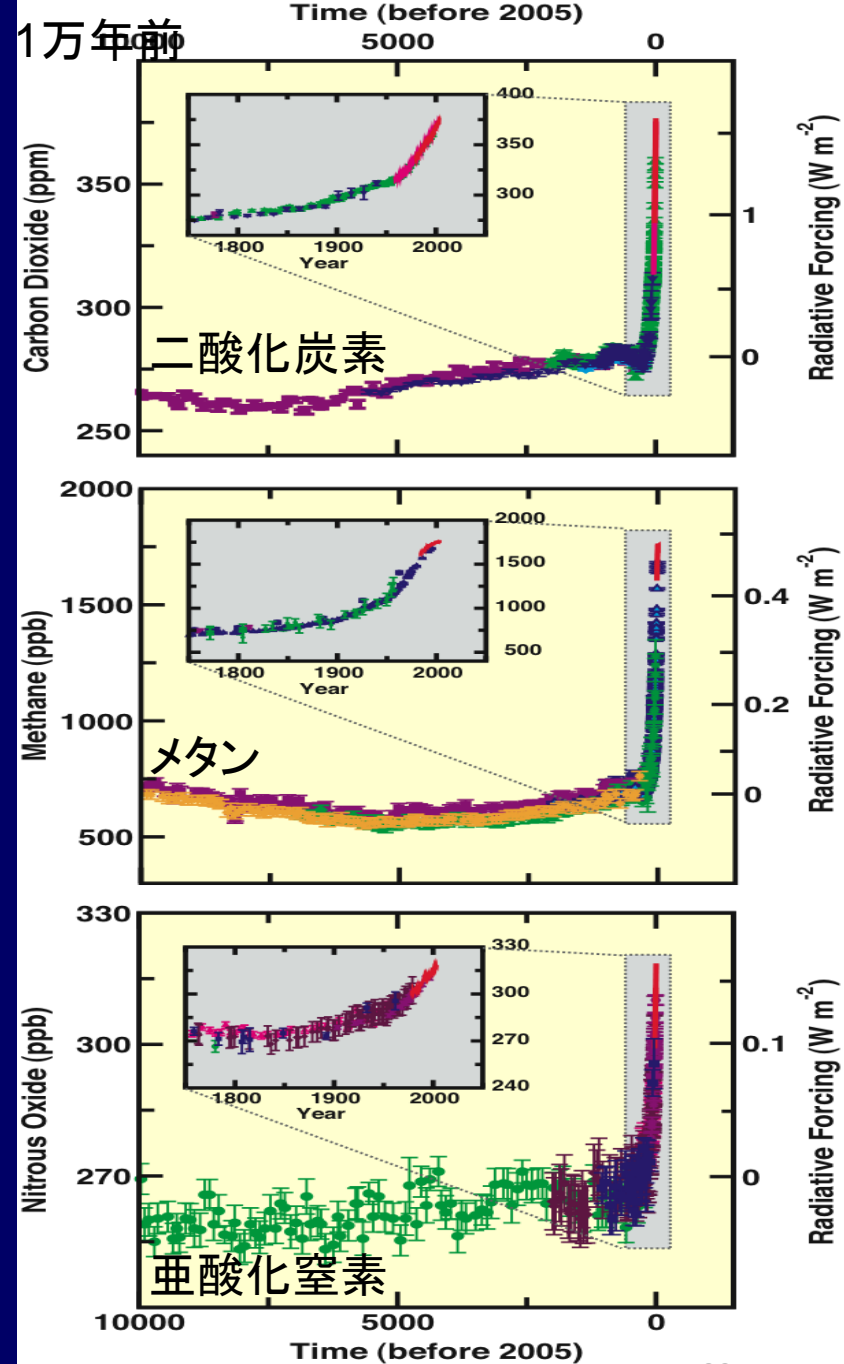 Time (before 2005)
1万年前
10000 5000 0
Carbon Dioxide (ppm)
350
300
250
400
350
300
1800 1900 2000
Year
二酸化炭素
1
0
Radiative Forcing (W m-2)
Methane (ppb)
2000
1500
1000
500
2000
1500
1000
500
1800 1900 2000
Year
メタン
0.4
0.2
0
Radiative Forcing (W m-2)
Nitrous Oxide (ppb)
330
300
270
330
300
270
240
1800 1900 2000
Year
亜酸化窒素
0.1
0
Radiative Forcing (W m-2)
10000 5000 0
Time (before 2005)